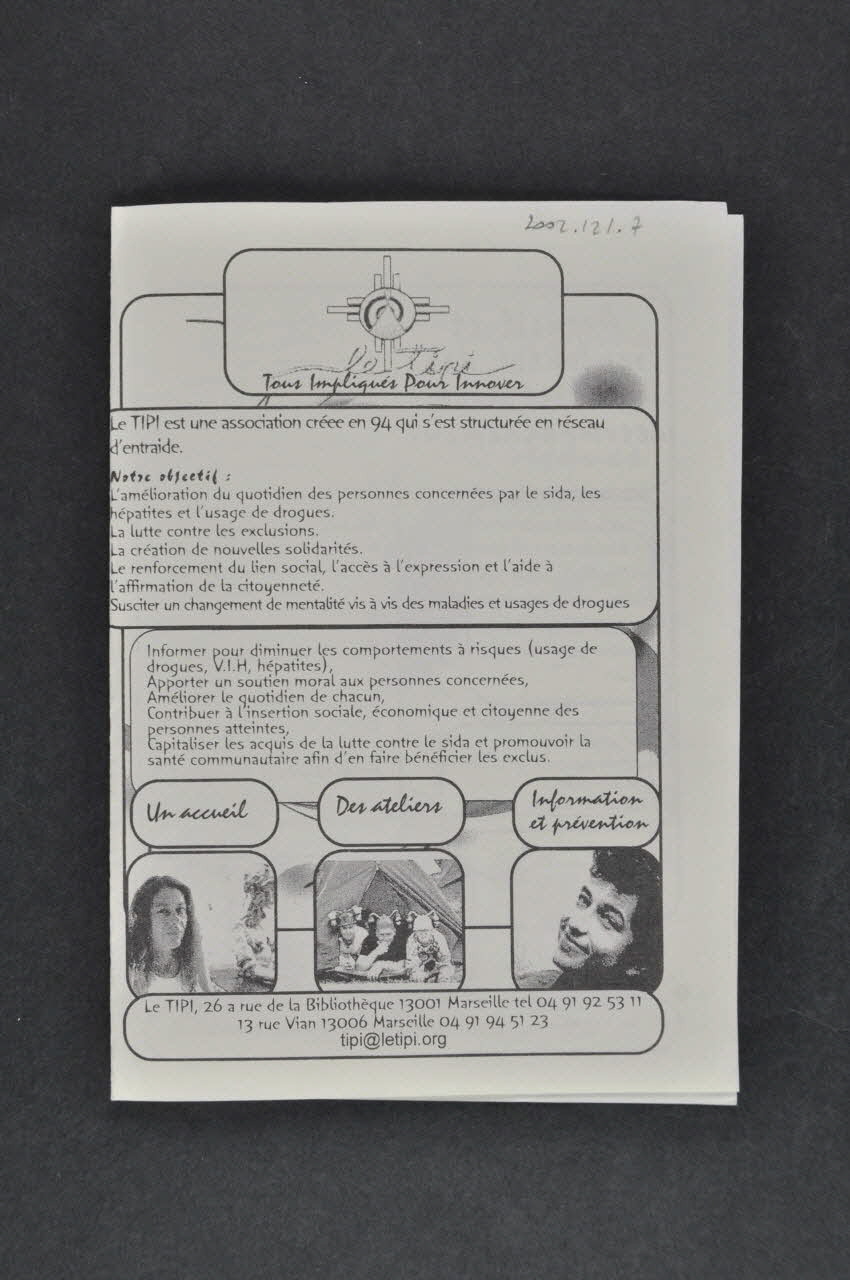 2002.121.7
Le Tipi
Tous Impliqués Pour Innover
Le TIPI est une association créee en 94 qui s'est structurée en réseau
d'entraide.
Notre objectif :
L'amélioration du quotidien des personnes concernées par le sida, les
hépatites et l'usage de drogues.
La lutte contre les exclusions.
La création de nouvelles solidarités.
Le renforcement du lien social, l'accès à l'expression et l'aide à
l'affirmation de la citoyenneté.
Susciter un changement de mentalité vis à vis des maladies et usages de drogues
Informer pour diminuer les comportements à risques (usage de
drogues, V.I.H, hépatites),
Apporter un soutien moral aux personnes concernées,
Améliorer le quotidien de chacun,
Contribuer à l'insertion sociale, économique et citoyenne des
personnes atteintes,
Capitaliser les acquis de la lutte contre le sida et promouvoir la
santé communautaire afin d'en faire bénéficier les exclus.
Un accueil
Des ateliers
Information
et prévention
Le TIPI, 26 a rue de la Bibliothèque 13001 Marseille tel 04 91 92 53 11
13 rue Vian 13006 Marseille 04 91 94 51 23
tipi@letipi.org